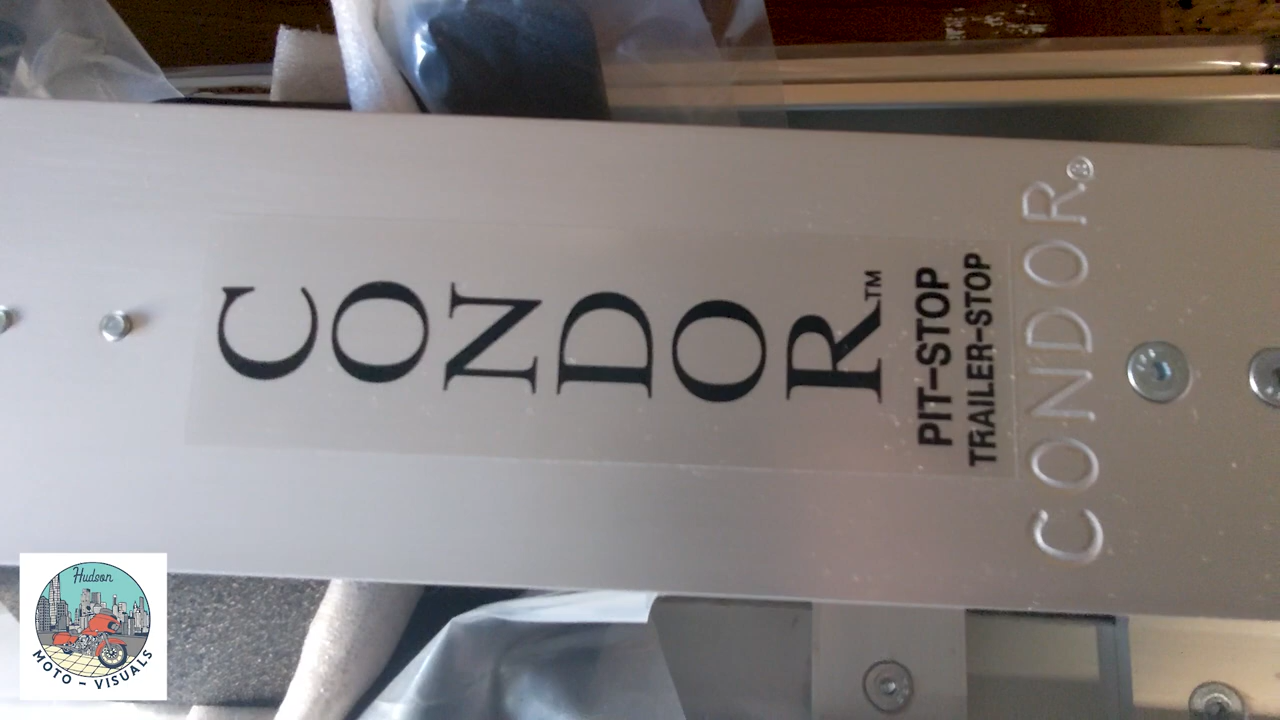 CONDOR™
PIT-STOP
TRAILER-STOP
CONDOR®
Hudson
MOTO - VISUALS